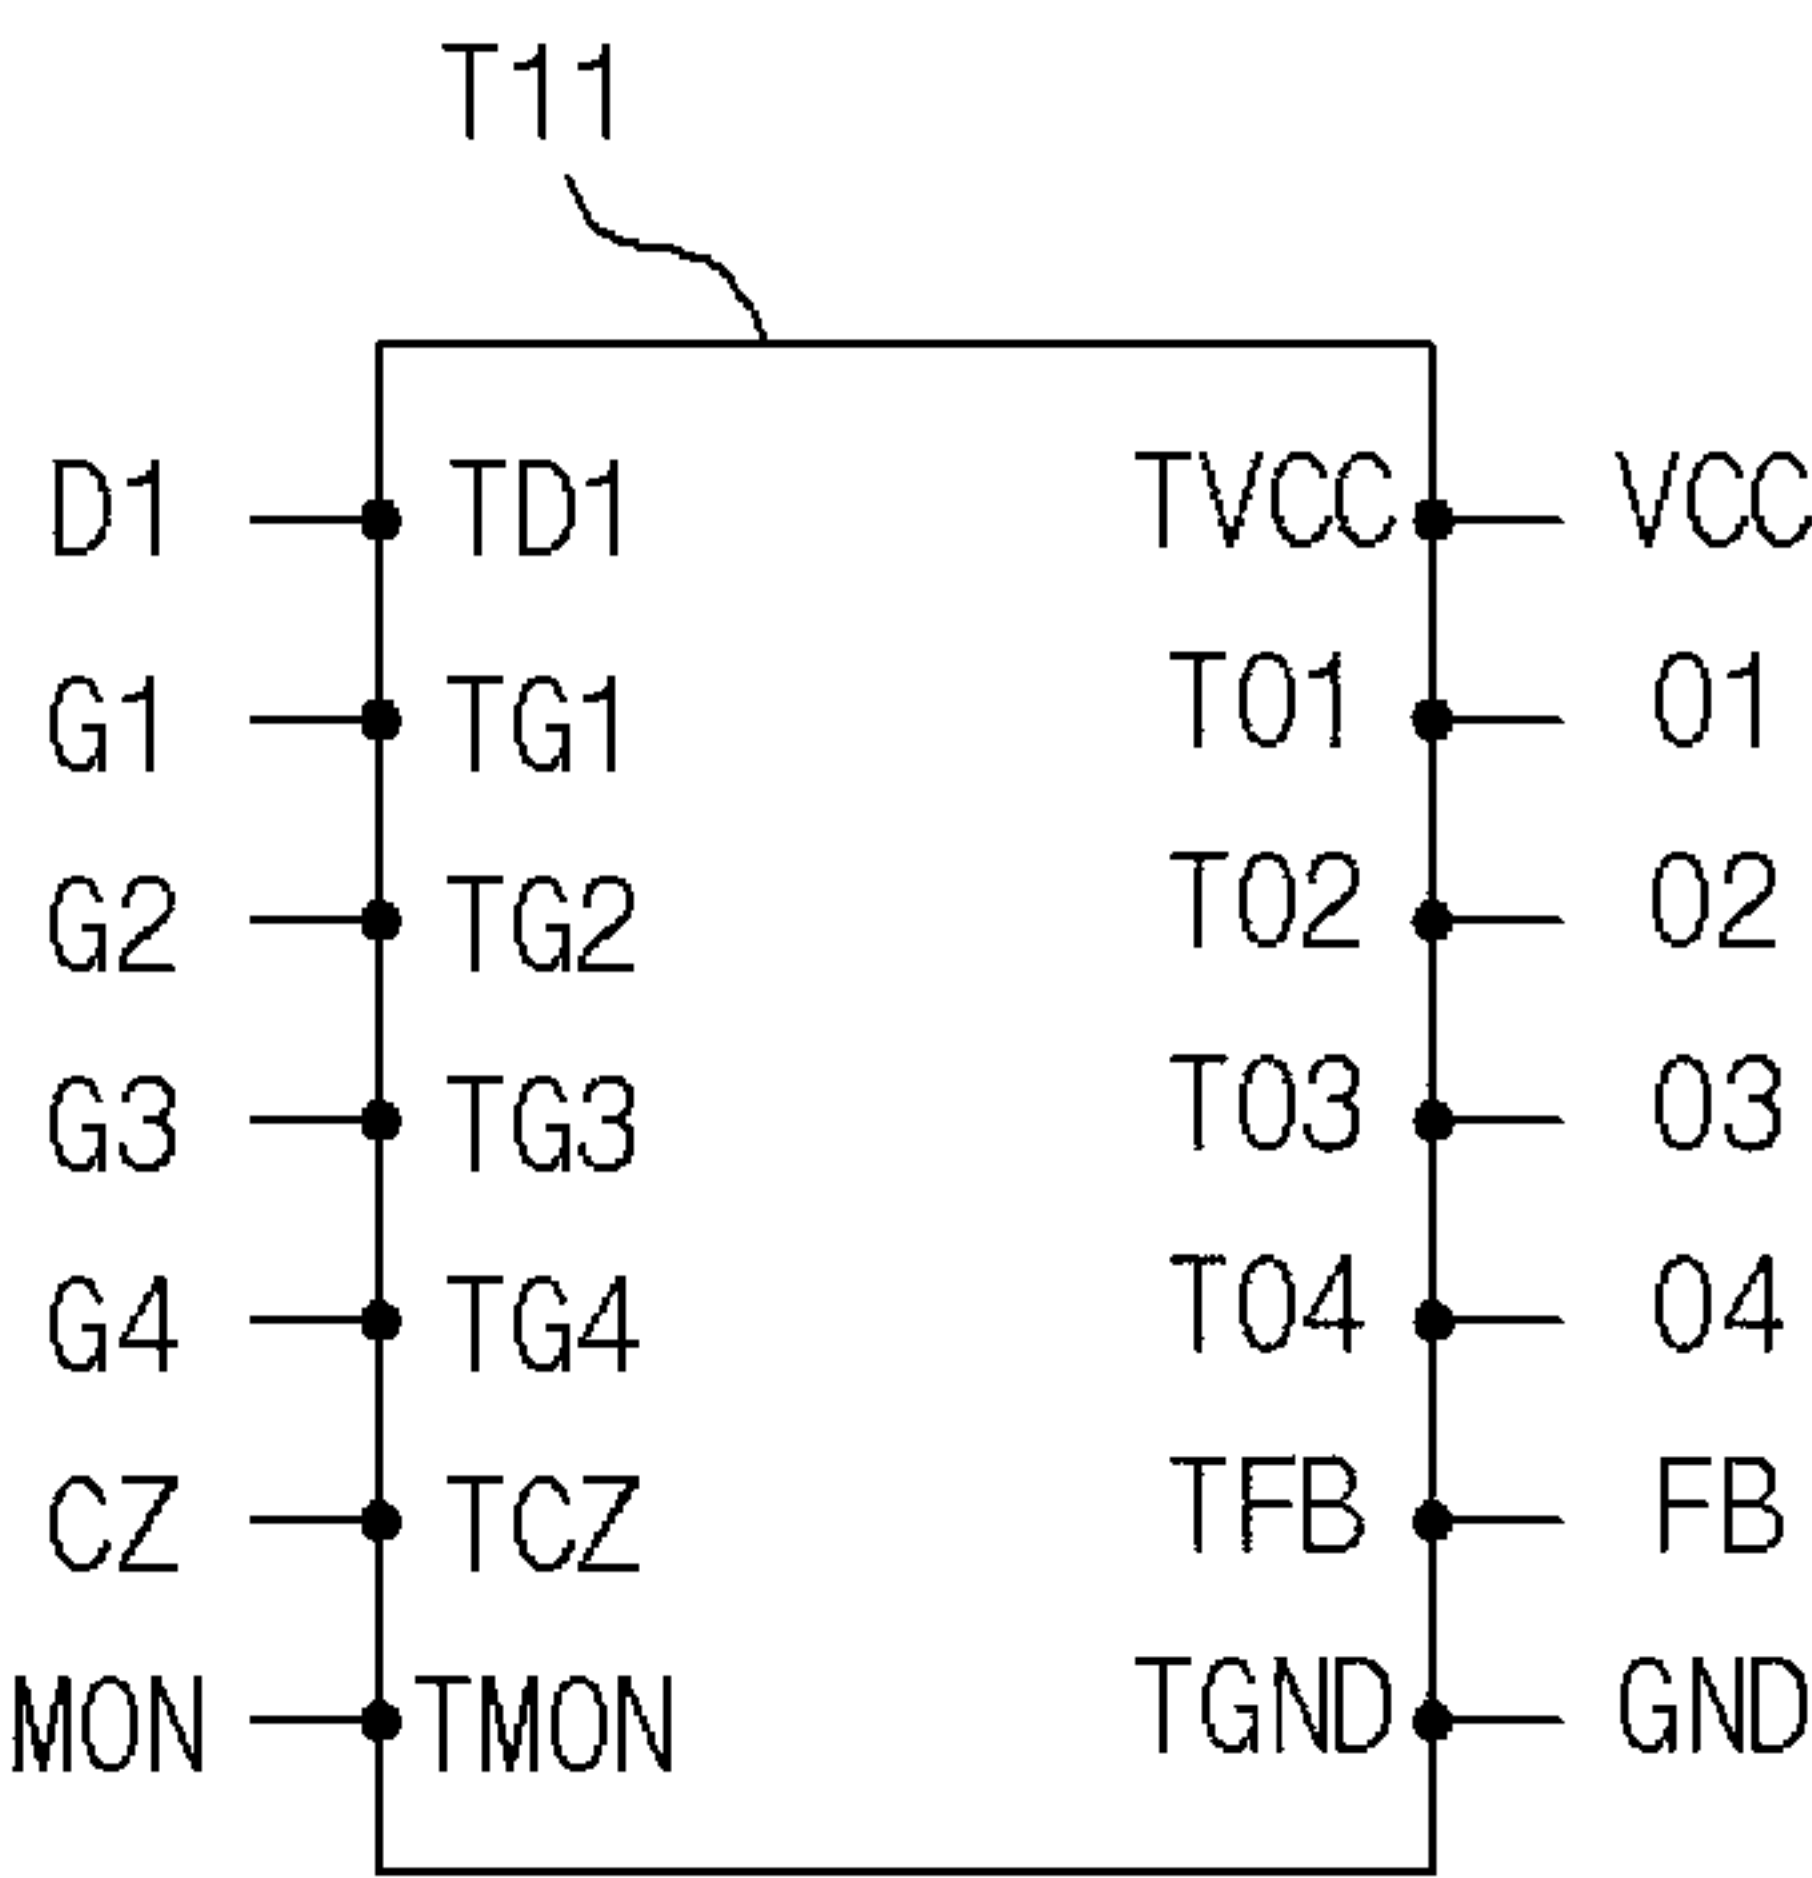 T11
D1 TD1 TVCC VCC
G1 TG1 TO1 O1
G2 TG2 TO2 O2
G3 TG3 TO3 O3
G4 TG4 TO4 O4
CZ TCZ TFB FB
MON TMON TGND GND